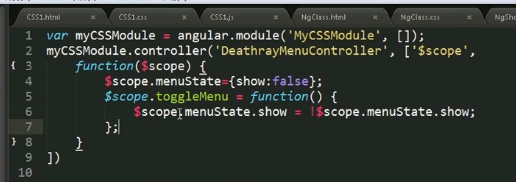 CSS1.html CSS1.css CSS1.js NgClass.html NgClass.css NgSho
1 var myCSSModule = angular.module('MyCSSModule', []);
2 myCSSModule.controller('DeathrayMenuController', ['$scope',
{ 3 function($scope) {
4 $scope.menuState={show:false};
5 $scope.toggleMenu = function() {
6 $scope.menuState.show = !$scope.menuState.show;
7 };
} 8 }
9 ])
10